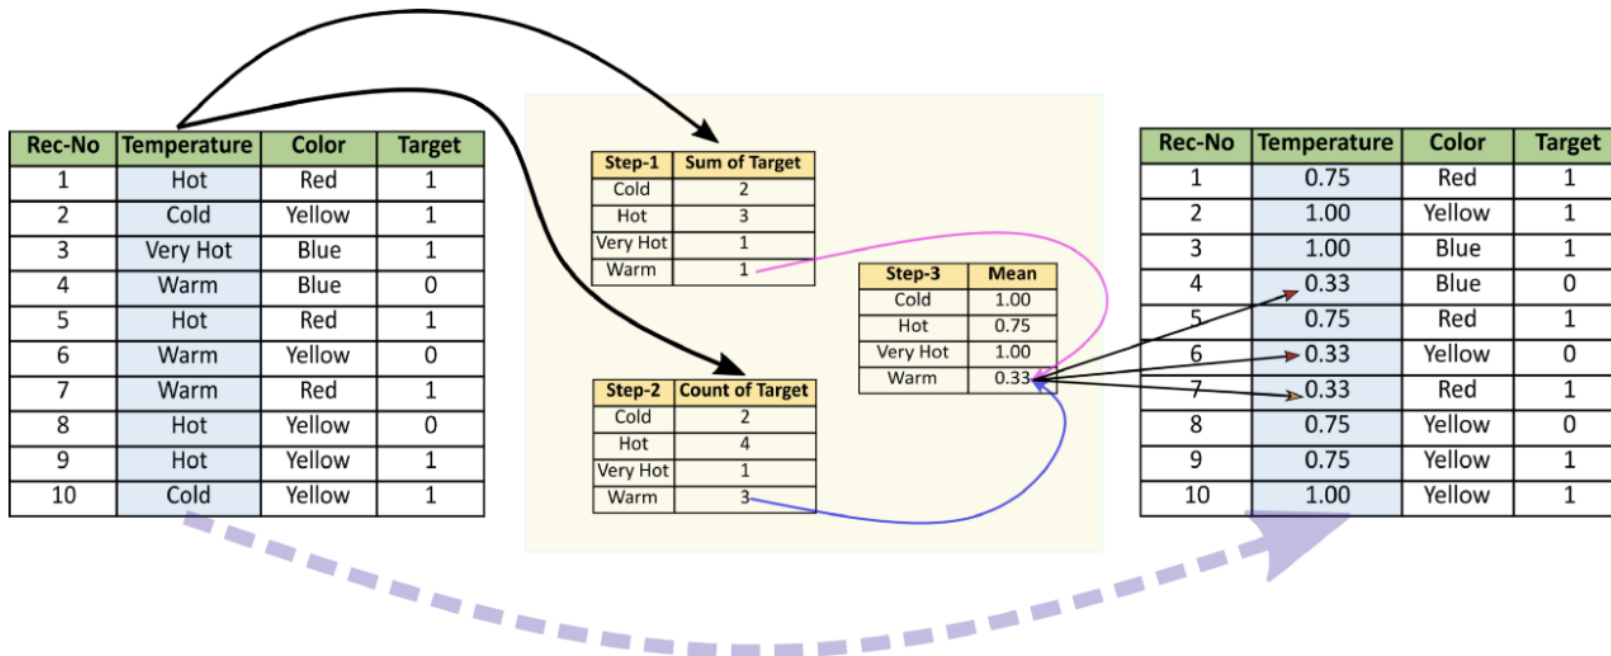 Rec-No Temperature Color Target
1 Hot Red 1
2 Cold Yellow 1
3 Very Hot Blue 1
4 Warm Blue 0
5 Hot Red 1
6 Warm Yellow 0
7 Warm Red 1
8 Hot Yellow 0
9 Hot Yellow 1
10 Cold Yellow 1
Step-1 Sum of Target
Cold 2
Hot 3
Very Hot 1
Warm 1
Step-2 Count of Target
Cold 2
Hot 4
Very Hot 1
Warm 3
Step-3 Mean
Cold 1.00
Hot 0.75
Very Hot 1.00
Warm 0.33
Rec-No Temperature Color Target
1 0.75 Red 1
2 1.00 Yellow 1
3 1.00 Blue 1
4 0.33 Blue 0
5 0.75 Red 1
6 0.33 Yellow 0
7 0.33 Red 1
8 0.75 Yellow 0
9 0.75 Yellow 1
10 1.00 Yellow 1